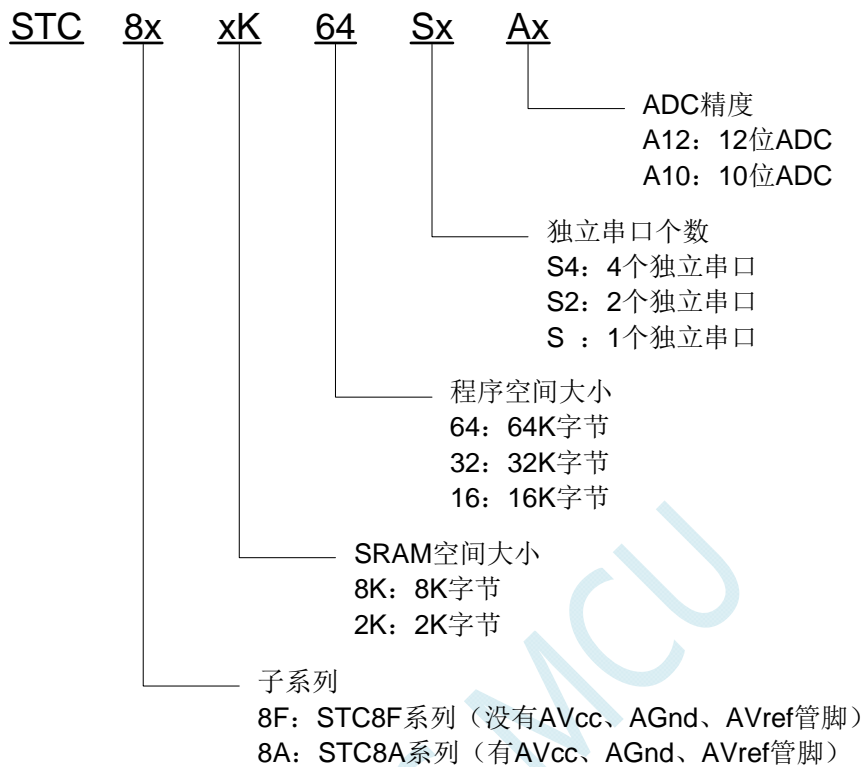 STC 8x xK 64 Sx Ax
ADC精度
A12：12位ADC
A10：10位ADC
独立串口个数
S4：4个独立串口
S2：2个独立串口
S ：1个独立串口
程序空间大小
64：64K字节
32：32K字节
16：16K字节
SRAM空间大小
8K：8K字节
2K：2K字节
子系列
8F：STC8F系列（没有AVcc、AGnd、AVref管脚）
8A：STC8A系列（有AVcc、AGnd、AVref管脚）
MCU